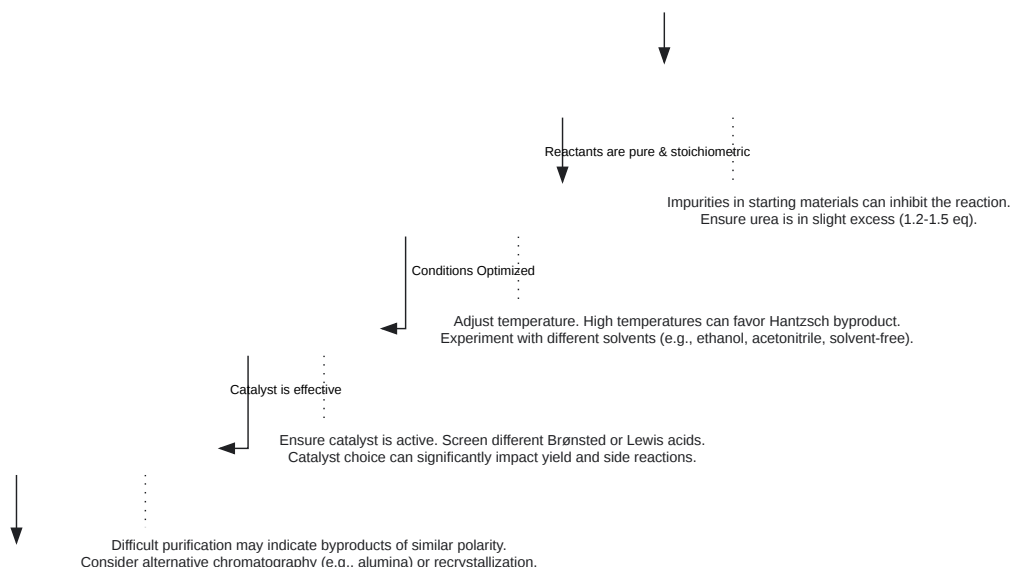 Reactants are pure & stoichiometric
Impurities in starting materials can inhibit the reaction.
Ensure urea is in slight excess (1.2-1.5 eq).
Conditions Optimized
Adjust temperature. High temperatures can favor Hantzsch byproduct.
Experiment with different solvents (e.g., ethanol, acetonitrile, solvent-free).
Catalyst is effective
Ensure catalyst is active. Screen different Brønsted or Lewis acids.
Catalyst choice can significantly impact yield and side reactions.
Difficult purification may indicate byproducts of similar polarity.
Consider alternative chromatography (e.g., alumina) or recrystallization.